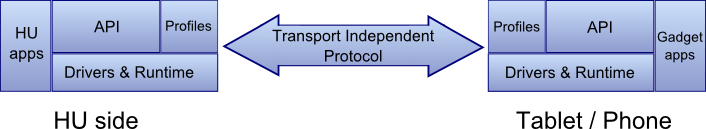 HU
apps
API
Profiles
Drivers & Runtime
HU side
Transport Independent
Protocol
Profiles
API
Gadget
apps
Drivers & Runtime
Tablet / Phone